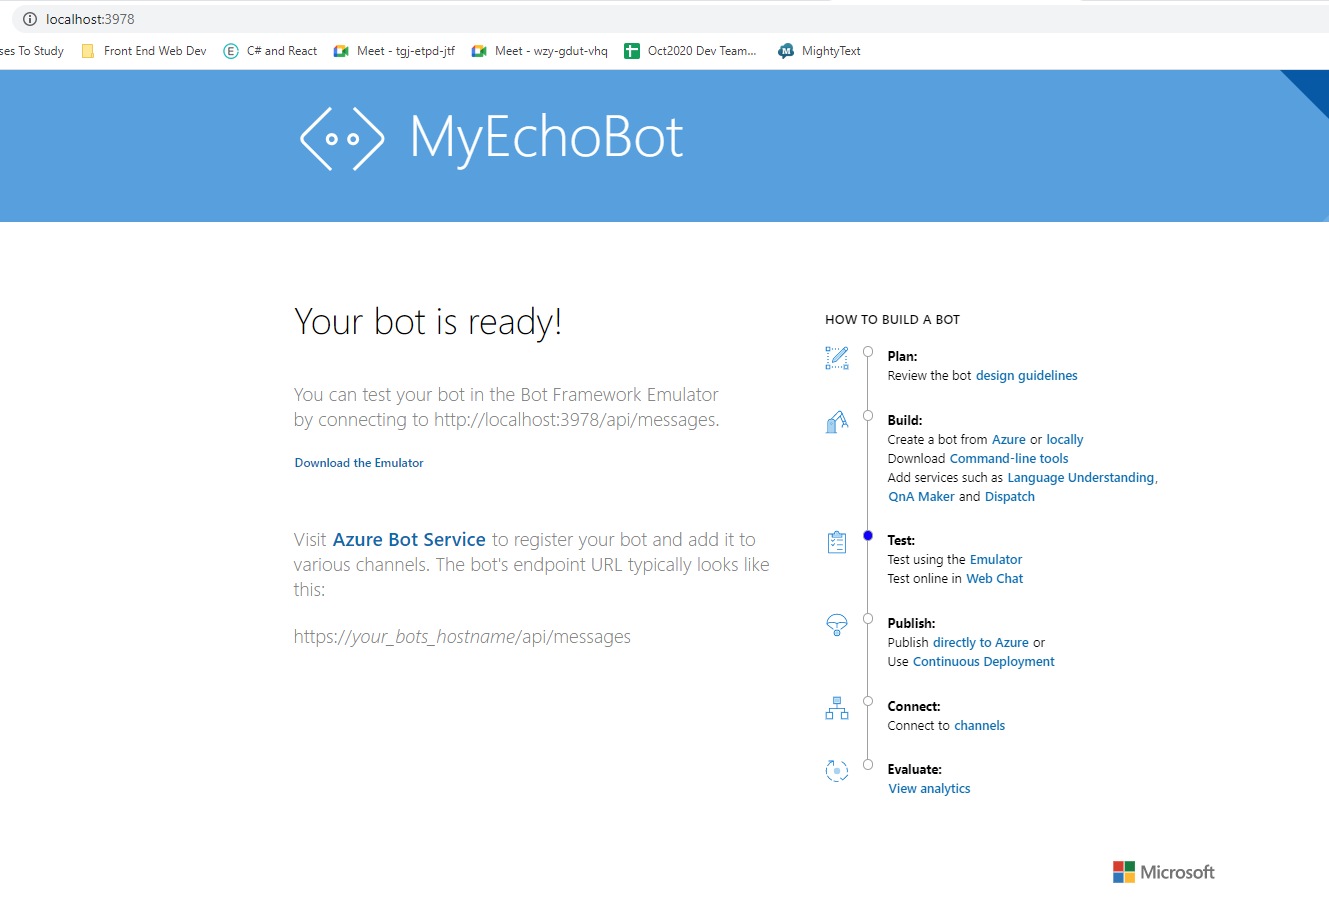 localhost:3978
ses To Study Front End Web Dev C# and React Meet - tgj-etpd-jtf Meet - wzy-gdut-vhq Oct2020 Dev Team... MightyText
MyEchoBot
Your bot is ready!
You can test your bot in the Bot Framework Emulator
by connecting to http://localhost:3978/api/messages.
Download the Emulator
Visit Azure Bot Service to register your bot and add it to
various channels. The bot's endpoint URL typically looks like
this:
https://your_bots_hostname/api/messages
HOW TO BUILD A BOT
Plan:
Review the bot design guidelines
Build:
Create a bot from Azure or locally
Download Command-line tools
Add services such as Language Understanding,
QnA Maker and Dispatch
Test:
Test using the Emulator
Test online in Web Chat
Publish:
Publish directly to Azure or
Use Continuous Deployment
Connect:
Connect to channels
Evaluate:
View analytics
Microsoft